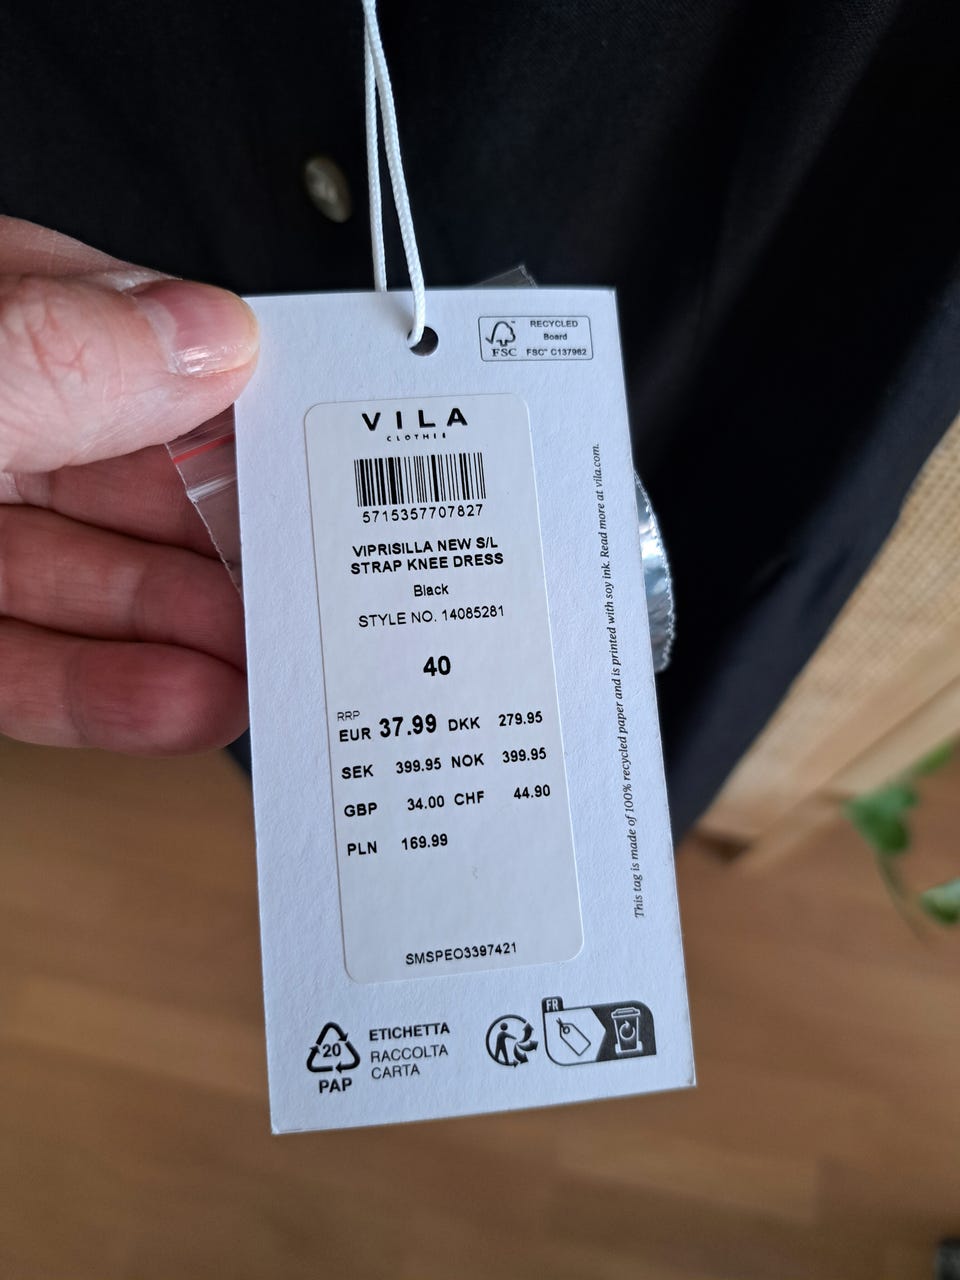 FSC™
RECYCLED
Board
FSC™ C137962
VILA
CLOTHES
5715357707827
VIPRISILLA NEW S/L
STRAP KNEE DRESS
Black
STYLE NO. 14085281
40
RRP
EUR 37.99 DKK 279.95
SEK 399.95 NOK 399.95
GBP 34.00 CHF 44.90
PLN 169.99
SMSPEO3397421
This tag is made of 100% recycled paper and is printed with soy ink. Read more at vila.com.
20
PAP
ETICHETTA
RACCOLTA
CARTA
FR